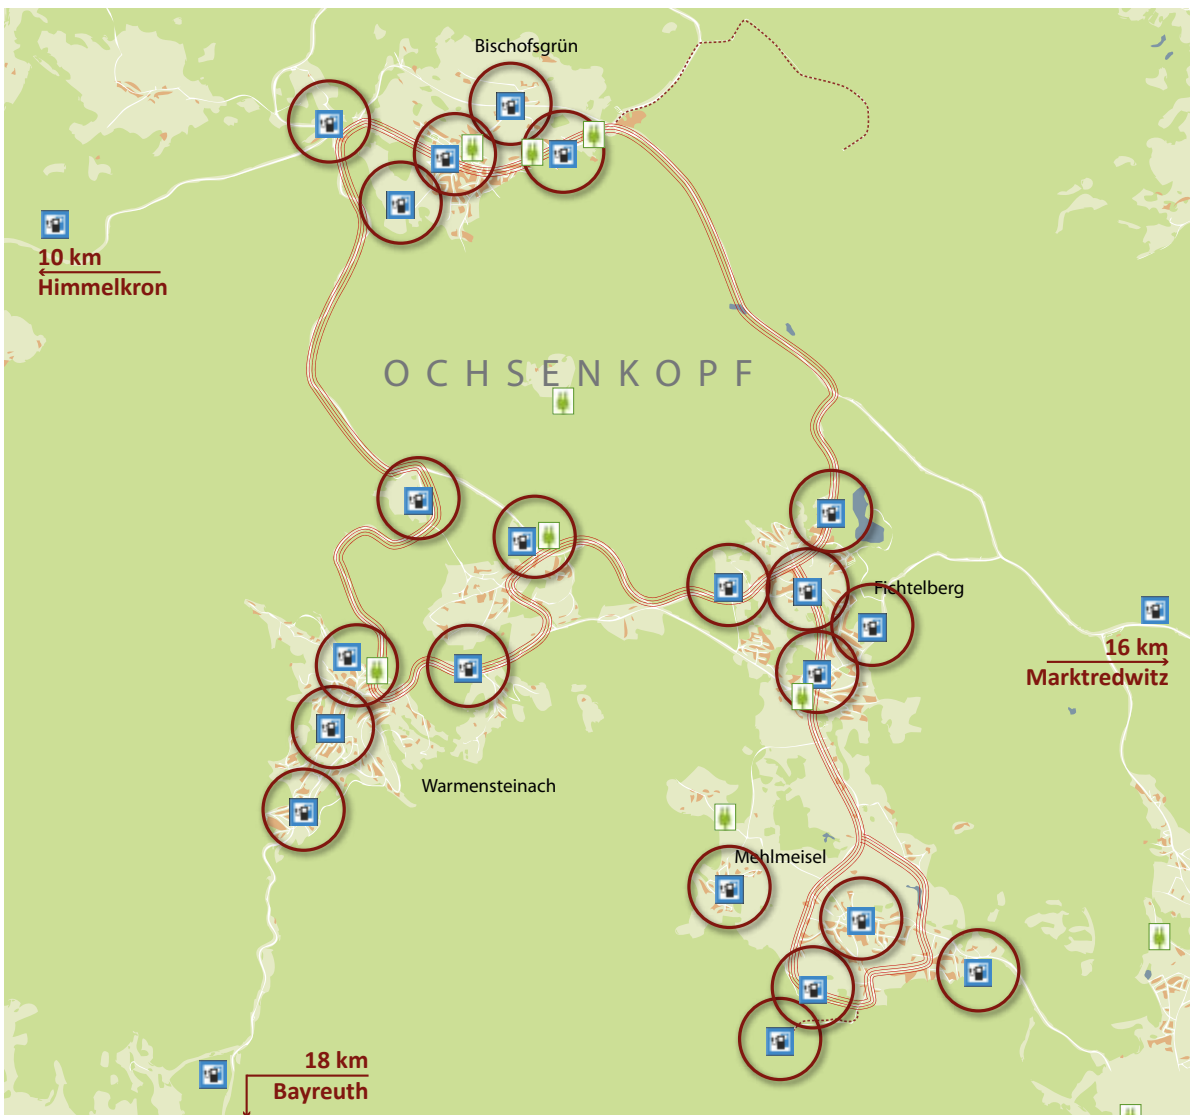 Bischofsgrün
10 km
Himmelkron
OCHSENKOPF
Fichtelberg
16 km
Marktredwitz
Warmensteinach
Mehlmeisel
18 km
Bayreuth